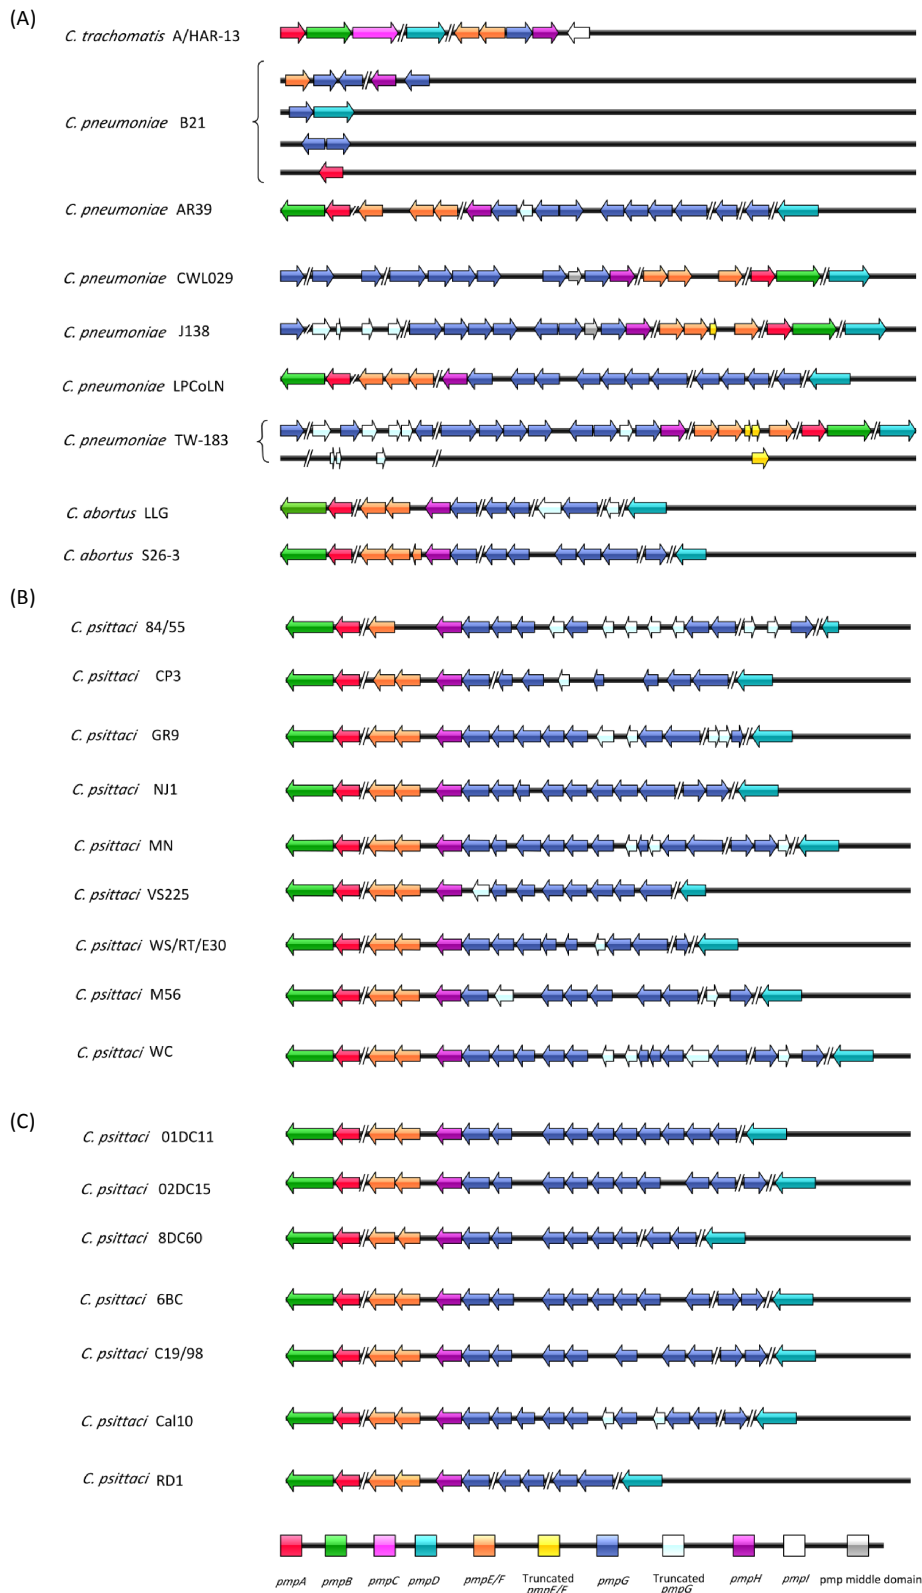 (A)
C. trachomatis A/HAR-13
C. pneumoniae B21
C. pneumoniae AR39
C. pneumoniae CWL029
C. pneumoniae J138
C. pneumoniae LPCoLN
C. pneumoniae TW-183
C. abortus LLG
C. abortus S26-3
(B)
C. psittaci 84/55
C. psittaci CP3
C. psittaci GR9
C. psittaci NJ1
C. psittaci MN
C. psittaci VS225
C. psittaci WS/RT/E30
C. psittaci M56
C. psittaci WC
(C)
C. psittaci 01DC11
C. psittaci 02DC15
C. psittaci 8DC60
C. psittaci 6BC
C. psittaci C19/98
C. psittaci Cal10
C. psittaci RD1
pmpA pmpB pmpC pmpD pmpE/F Truncated pmpG Truncated pmpH pmpI pmp middle domain
pmpE/F pmpG